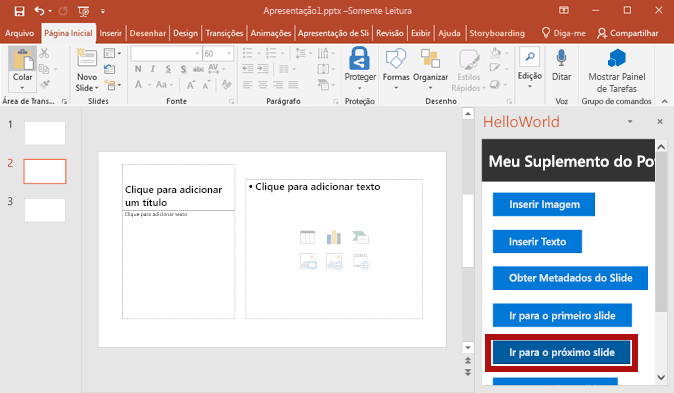 Apresentação1.pptx –Somente Leitura
Arquivo Página Inicial Inserir Desenhar Design Transições Animações Apresentação de Sli Revisão Exibir Ajuda Storyboarding Diga-me Compartilhar
Colar
Novo Slide
60
N I S S abc AV Aa A A
Proteger
Formas
Organizar
Estilos Rápidos
Edição
Ditar
Mostrar Painel de Tarefas
Área de Trans... Slides Fonte Parágrafo Proteção Desenho Voz Grupo de comandos
HelloWorld
Meu Suplemento do Po
1
2
3
Clique para adicionar
um título
Clique para adicionar texto
• Clique para adicionar texto
Inserir Imagem
Inserir Texto
Obter Metadados do Slide
Ir para o primeiro slide
Ir para o próximo slide